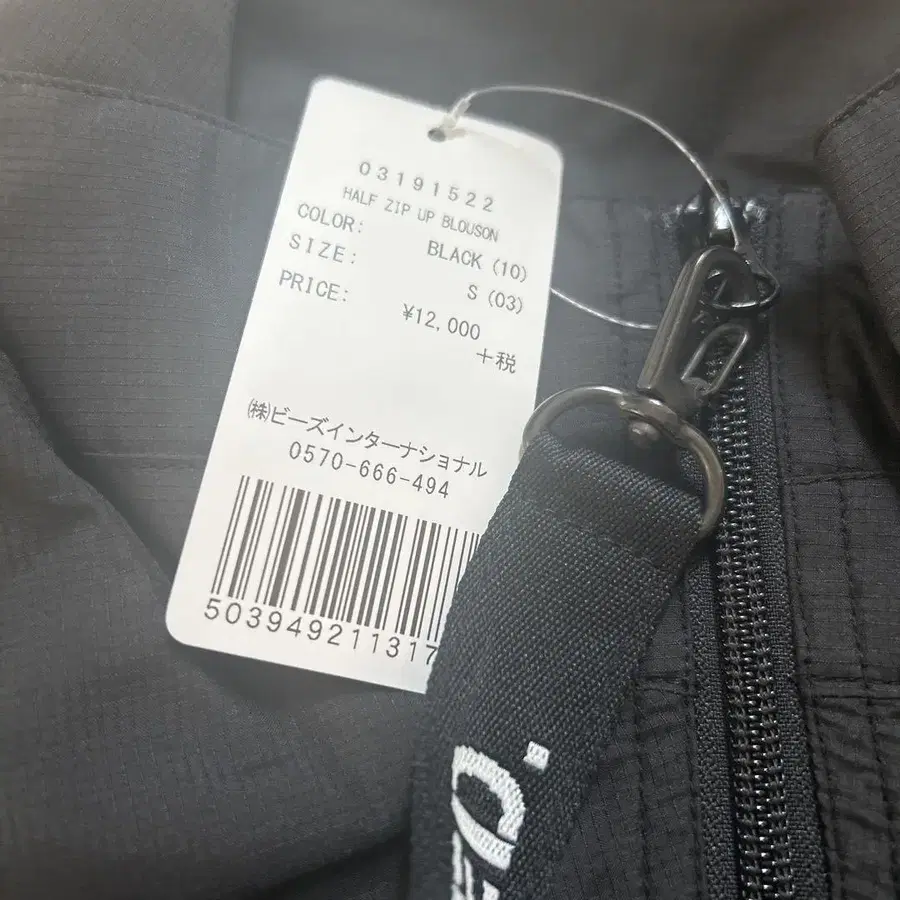 03191522
HALF ZIP UP BLOUSON
COLOR: BLACK (10)
SIZE: S (03)
PRICE: ¥12,000
+税
㈱ビーズインターナショナル
0570-666-494
503949211317